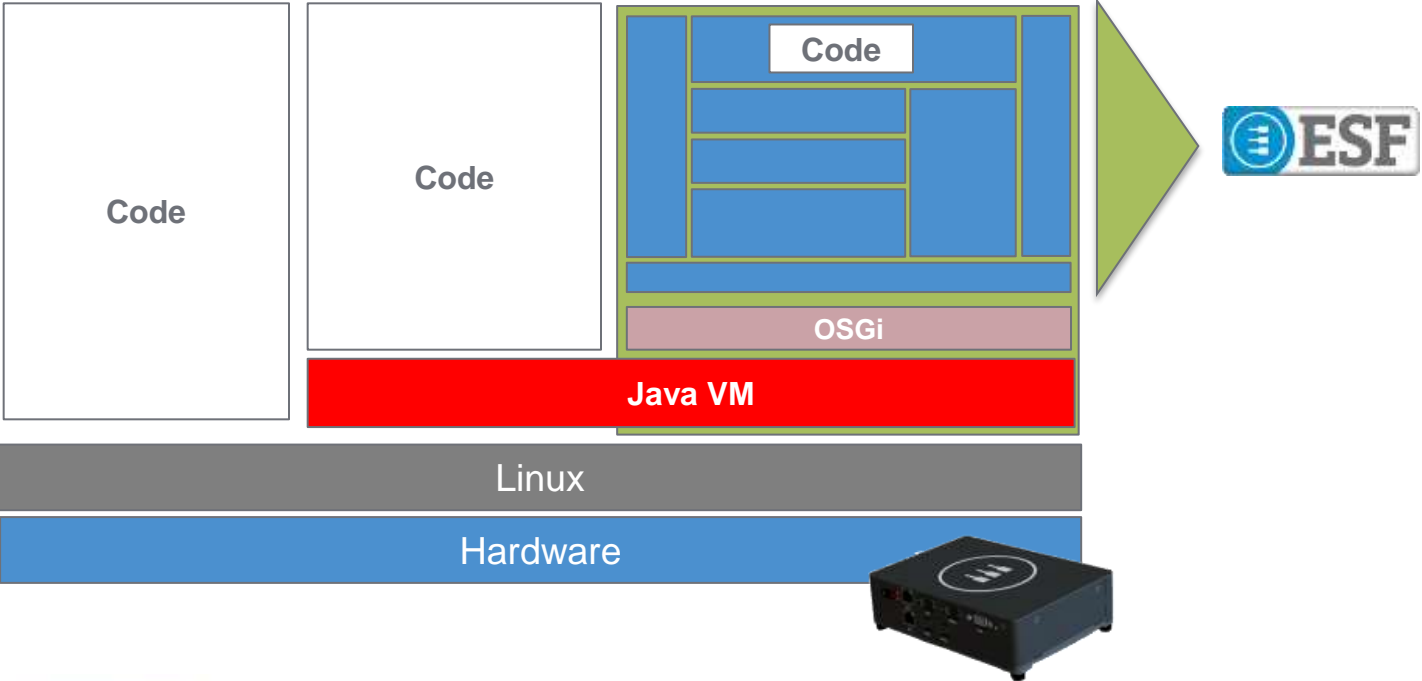 Code
Code
Code
ESF
OSGi
Java VM
Linux
Hardware